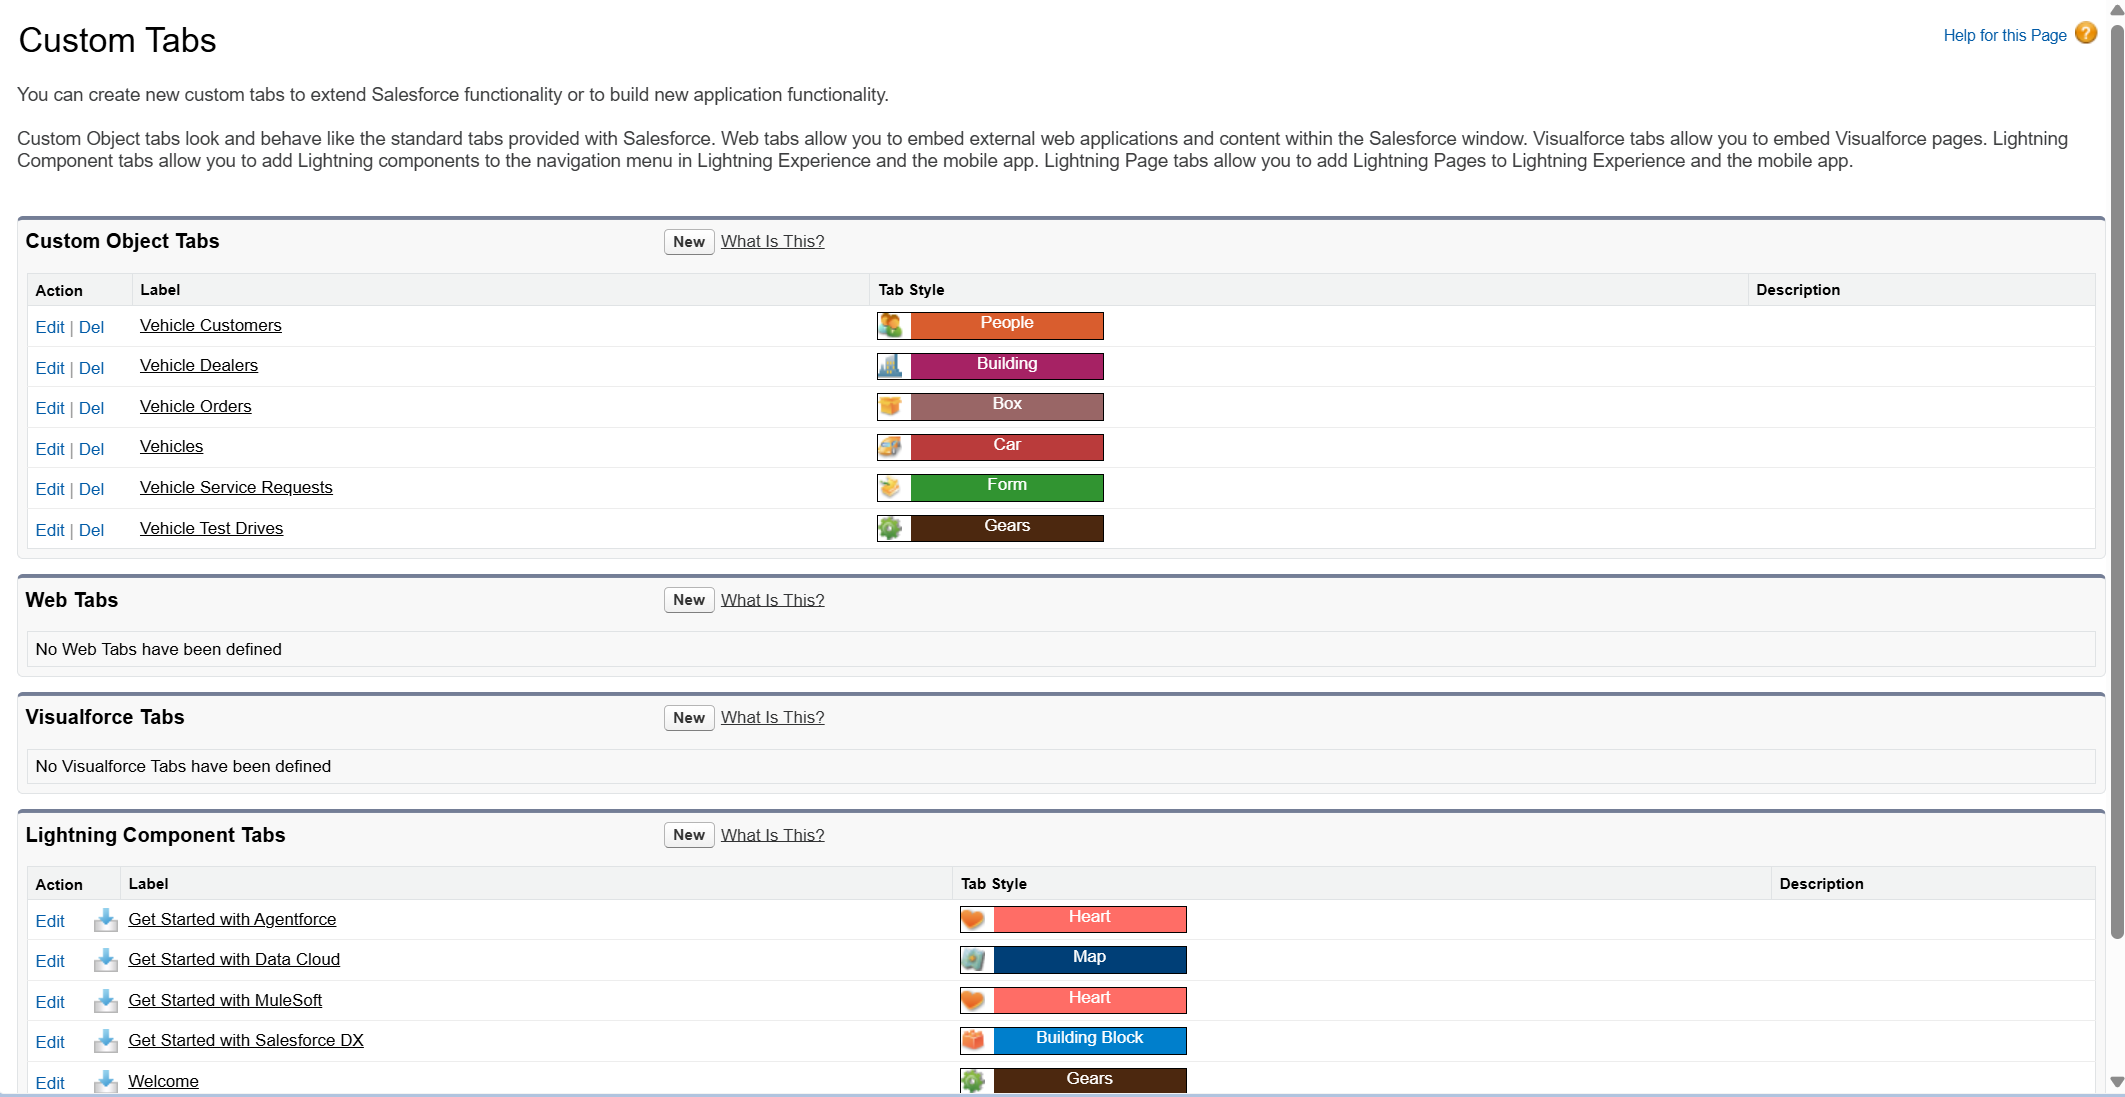 Custom Tabs
Help for this Page ?
You can create new custom tabs to extend Salesforce functionality or to build new application functionality.
Custom Object tabs look and behave like the standard tabs provided with Salesforce. Web tabs allow you to embed external web applications and content within the Salesforce window. Visualforce tabs allow you to embed Visualforce pages. Lightning
Component tabs allow you to add Lightning components to the navigation menu in Lightning Experience and the mobile app. Lightning Page tabs allow you to add Lightning Pages to Lightning Experience and the mobile app.
Custom Object Tabs New What Is This?
Action Label Tab Style Description
Edit | Del Vehicle Customers People
Edit | Del Vehicle Dealers Building
Edit | Del Vehicle Orders Box
Edit | Del Vehicles Car
Edit | Del Vehicle Service Requests Form
Edit | Del Vehicle Test Drives Gears
Web Tabs New What Is This?
No Web Tabs have been defined
Visualforce Tabs New What Is This?
No Visualforce Tabs have been defined
Lightning Component Tabs New What Is This?
Action Label Tab Style Description
Edit Get Started with Agentforce Heart
Edit Get Started with Data Cloud Map
Edit Get Started with MuleSoft Heart
Edit Get Started with Salesforce DX Building Block
Edit Welcome Gears